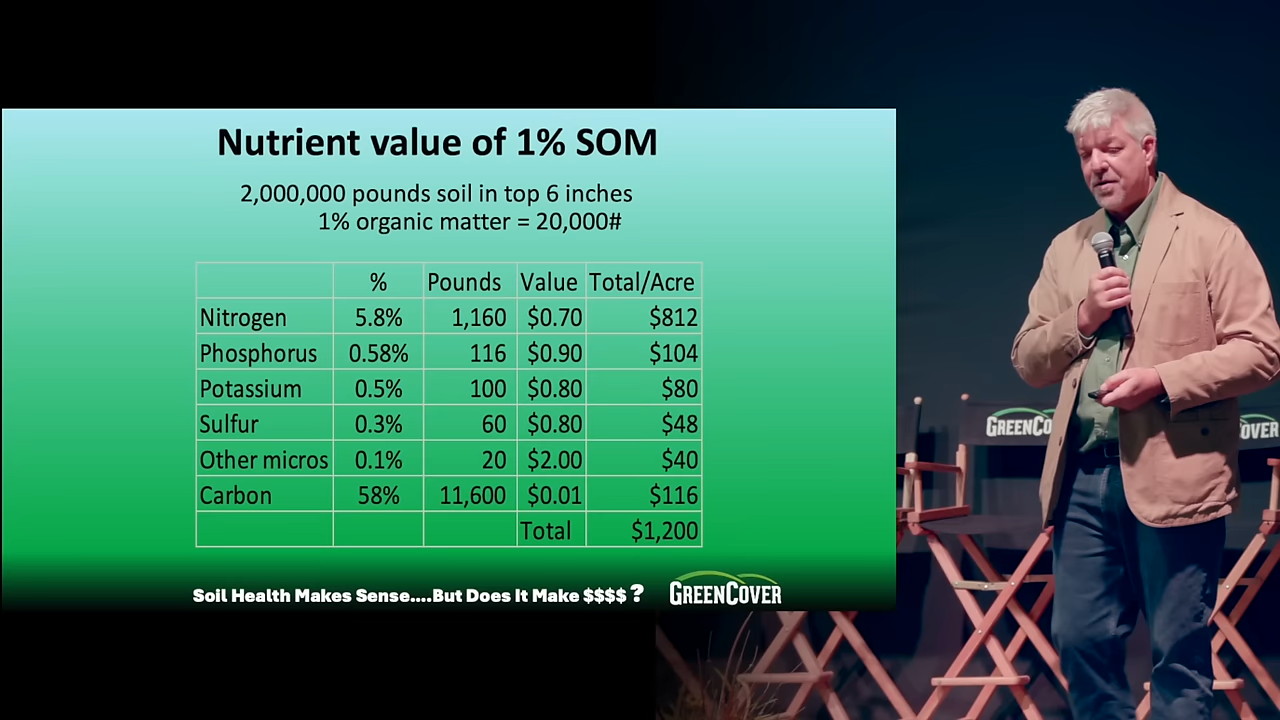 Nutrient value of 1% SOM
2,000,000 pounds soil in top 6 inches
1% organic matter = 20,000#
% Pounds Value Total/Acre
Nitrogen 5.8% 1,160 $0.70 $812
Phosphorus 0.58% 116 $0.90 $104
Potassium 0.5% 100 $0.80 $80
Sulfur 0.3% 60 $0.80 $48
Other micros 0.1% 20 $2.00 $40
Carbon 58% 11,600 $0.01 $116
Total $1,200
Soil Health Makes Sense....But Does It Make $$$$ ?
GREENCOVER
GREENCO
OVER